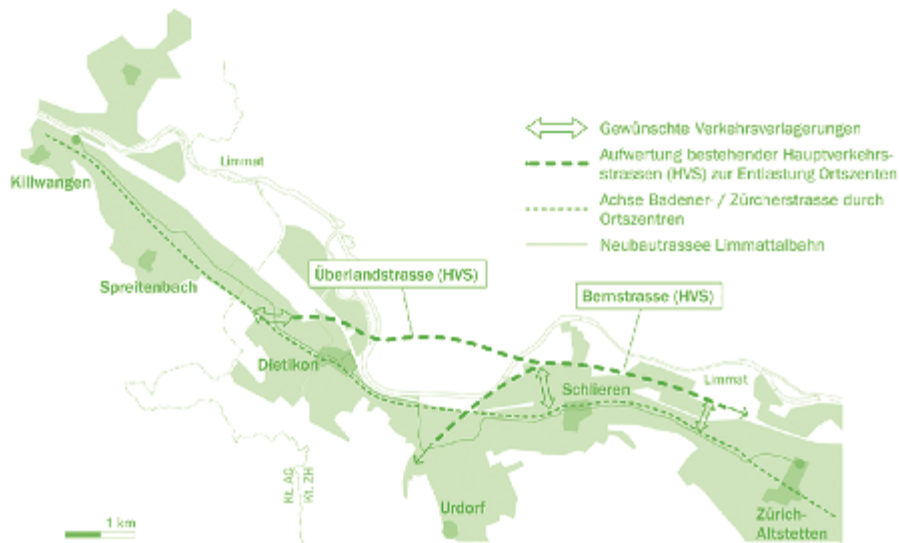 Gewünschte Verkehrsverlagerungen
Aufwertung bestehender Hauptverkehrs-
strassen (HVS) zur Entlastung Ortszenten
Achse Badener- / Zürcherstrasse durch
Ortszentren
Neubautrassee Limmattalbahn
Limmat
Killwangen
Spreitenbach
Überlandstrasse (HVS)
Bernstrasse (HVS)
Dietikon
Schlieren
Limmat
Kt. AG
Kt. ZH
Urdorf
Zürich-
Altstetten
1 km